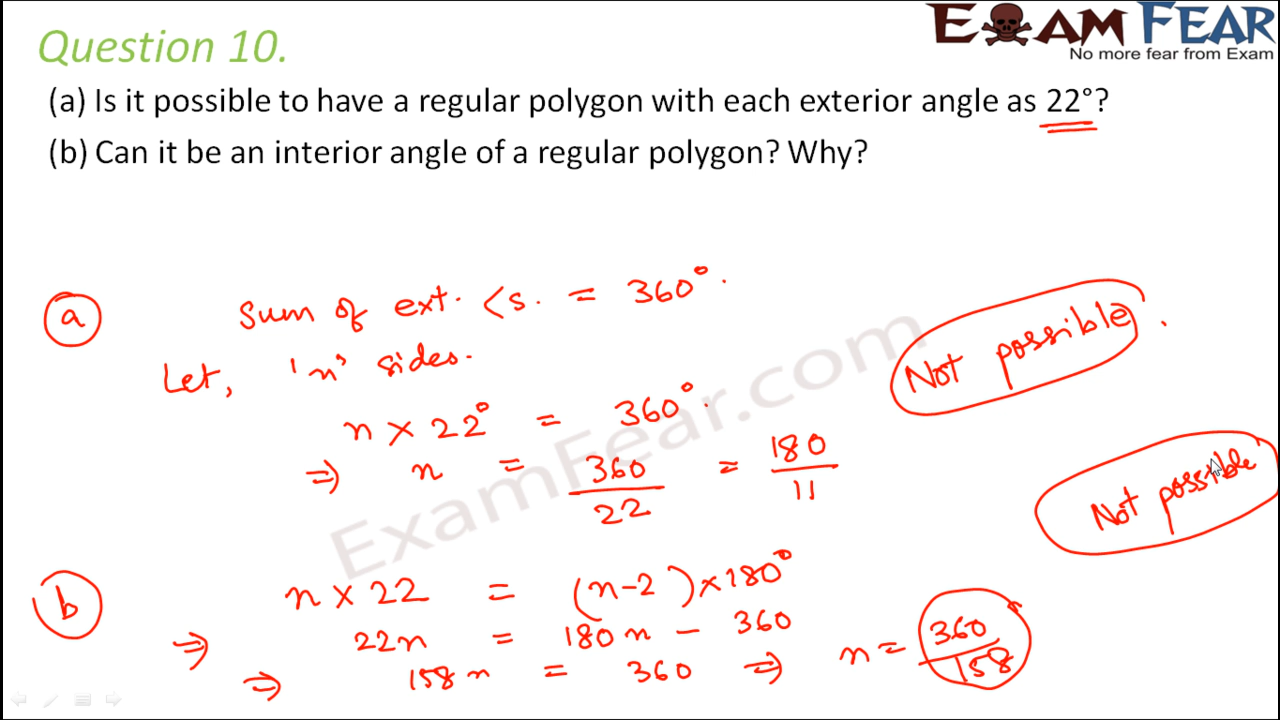 EXAM FEAR
No more fear from Exam
Question 10.
(a) Is it possible to have a regular polygon with each exterior angle as 22°?
(b) Can it be an interior angle of a regular polygon? Why?
ⓐ Sum of ext. <s. = 360°.
Let, 'n' sides.
n × 22° = 360°.
⇒ n = 360/22 = 180/11
Not possible.
Not possible
ⓑ n × 22 = (n-2) × 180°
⇒ 22n = 180n - 360
⇒ 158n = 360 ⇒ n = 360/158
ExamFear.com